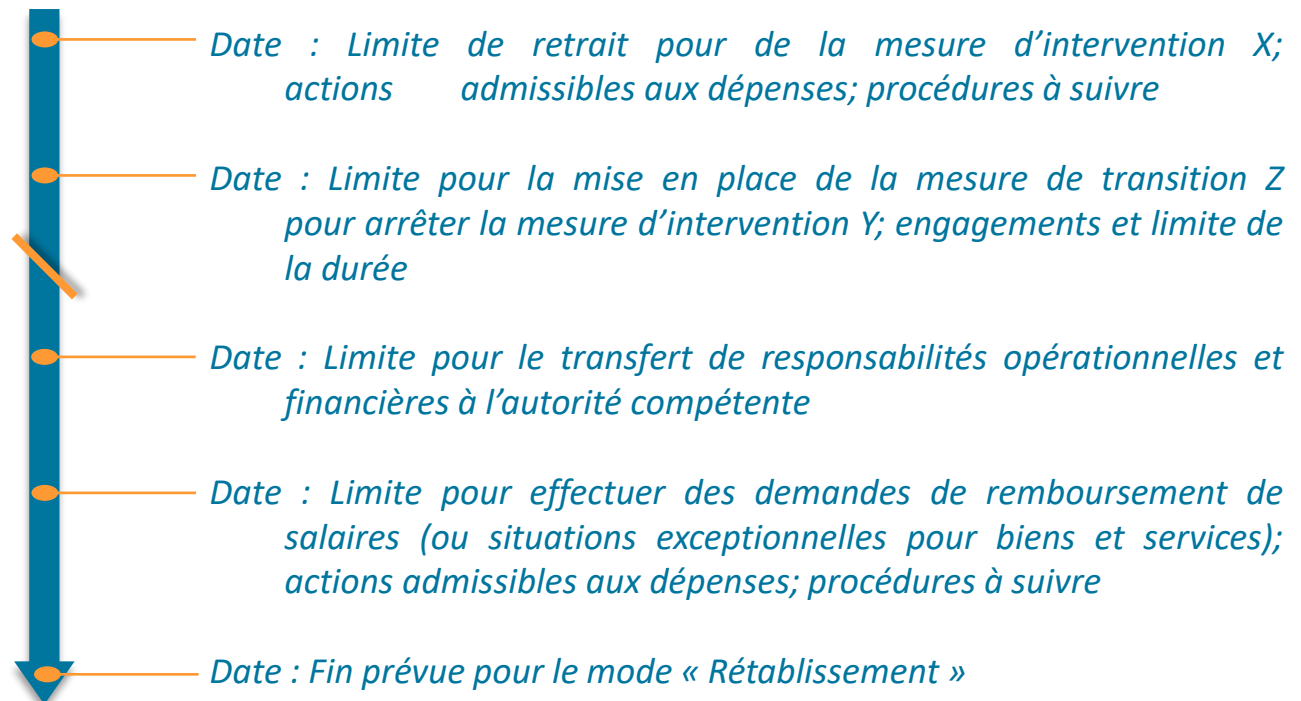 Date : Limite de retrait pour de la mesure d’intervention X;
actions admissibles aux dépenses; procédures à suivre
Date : Limite pour la mise en place de la mesure de transition Z
pour arrêter la mesure d’intervention Y; engagements et limite de
la durée
Date : Limite pour le transfert de responsabilités opérationnelles et
financières à l’autorité compétente
Date : Limite pour effectuer des demandes de remboursement de
salaires (ou situations exceptionnelles pour biens et services);
actions admissibles aux dépenses; procédures à suivre
Date : Fin prévue pour le mode « Rétablissement »